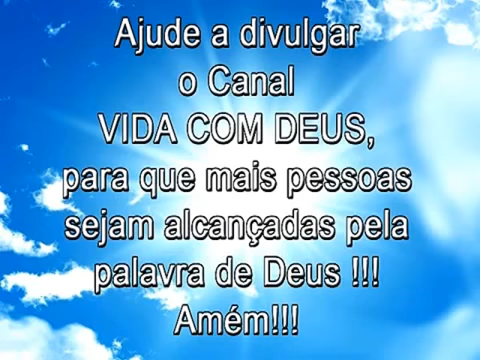 Ajude a divulgar
o Canal
VIDA COM DEUS,
para que mais pessoas
sejam alcançadas pela
palavra de Deus !!!
Amém!!!